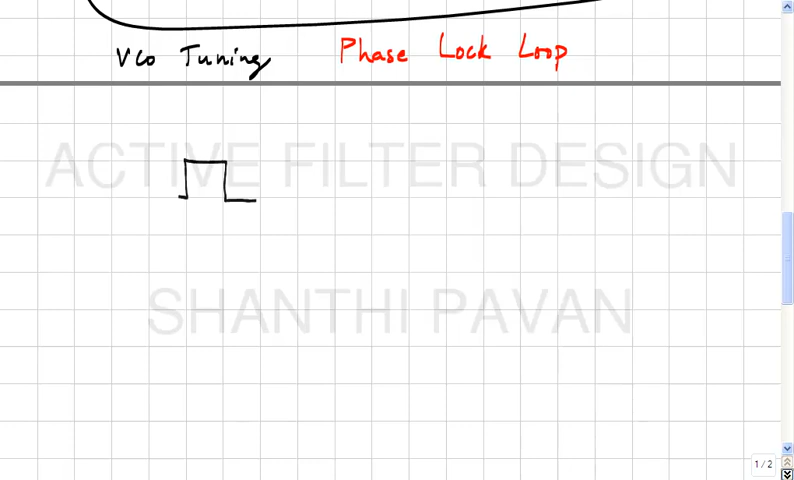 Vco Tuning Phase Lock Loop
ACTIVE FILTER DESIGN
SHANTHI PAVAN
1 / 2